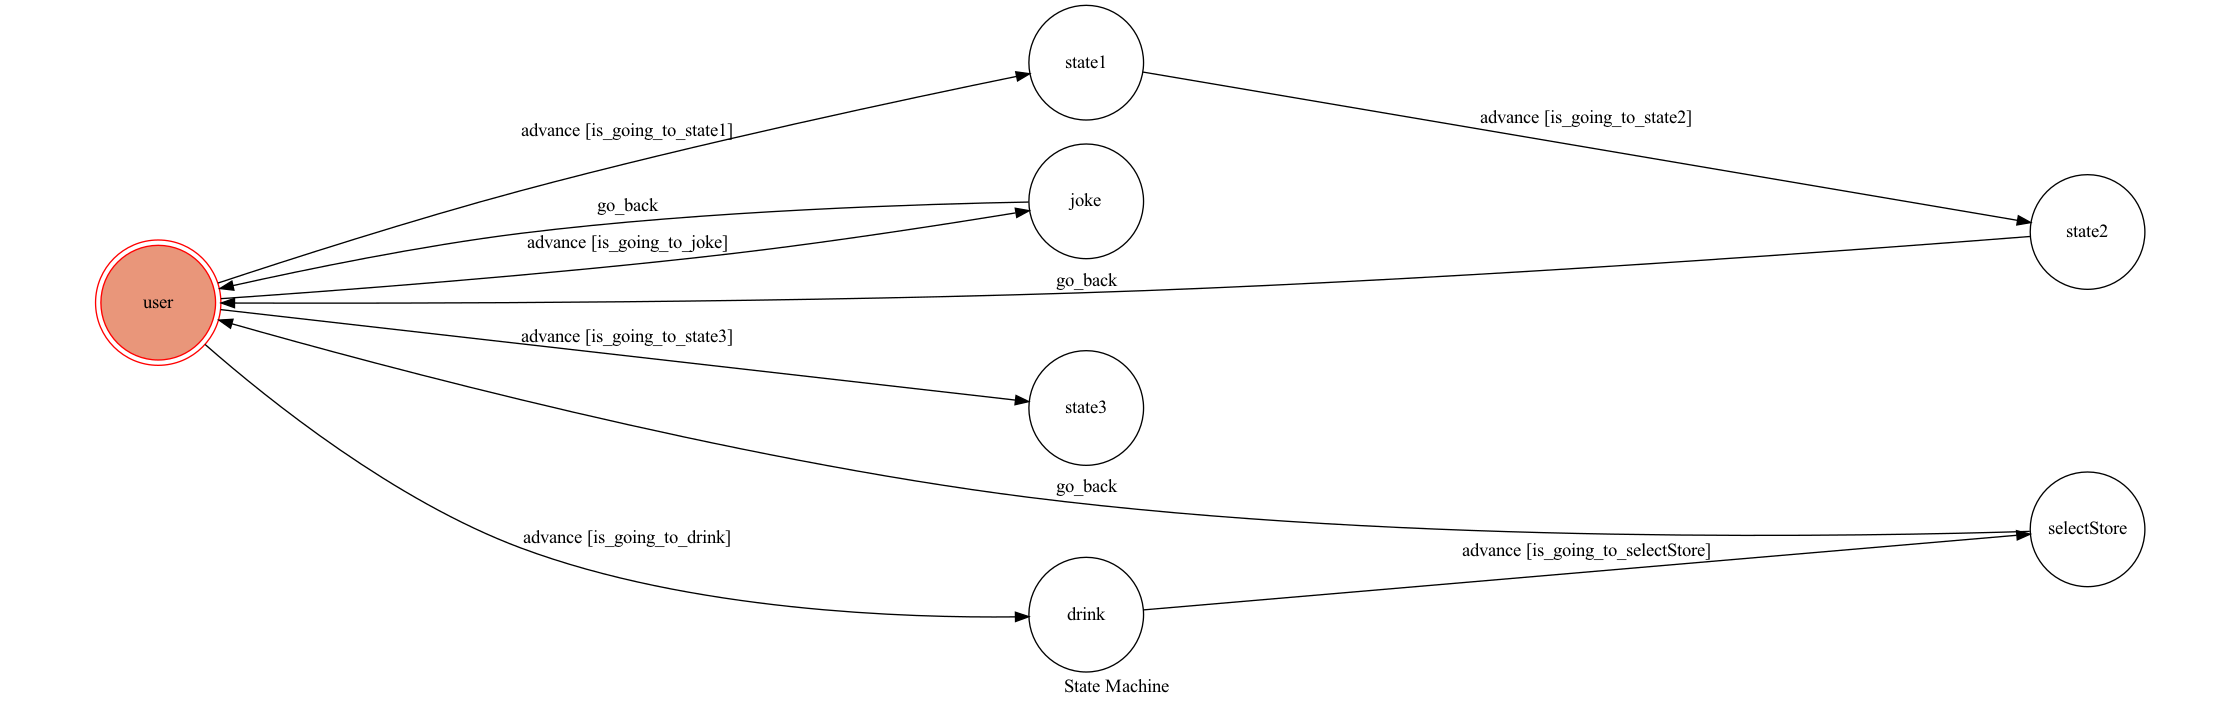 state1
advance [is_going_to_state2]
advance [is_going_to_state1]
joke
go_back
state2
advance [is_going_to_joke]
go_back
user
advance [is_going_to_state3]
state3
go_back
selectStore
advance [is_going_to_drink]
advance [is_going_to_selectStore]
drink
State Machine